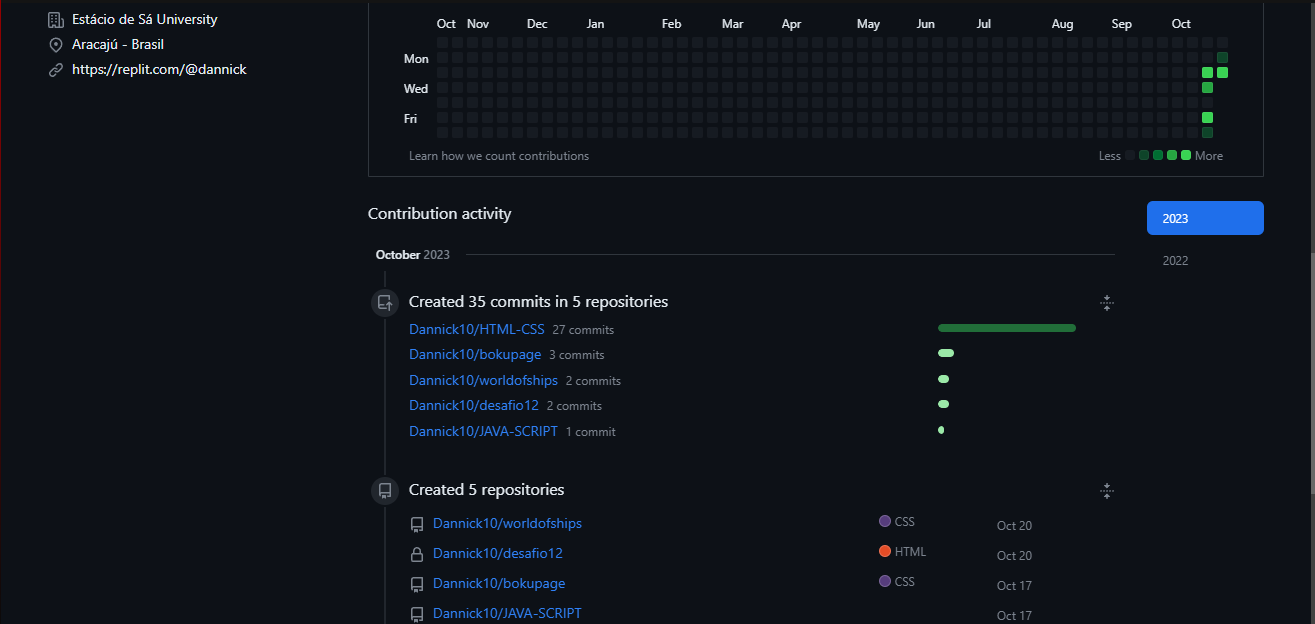 Estácio de Sá University
Aracajú - Brasil
https://replit.com/@dannick
Oct Nov Dec Jan Feb Mar Apr May Jun Jul Aug Sep Oct
Mon
Wed
Fri
Learn how we count contributions
Less More
Contribution activity
2023
2022
October 2023
Created 35 commits in 5 repositories
Dannick10/HTML-CSS 27 commits
Dannick10/bokupage 3 commits
Dannick10/worldofships 2 commits
Dannick10/desafio12 2 commits
Dannick10/JAVA-SCRIPT 1 commit
Created 5 repositories
Dannick10/worldofships CSS Oct 20
Dannick10/desafio12 HTML Oct 20
Dannick10/bokupage CSS Oct 17
Dannick10/JAVA-SCRIPT Oct 17